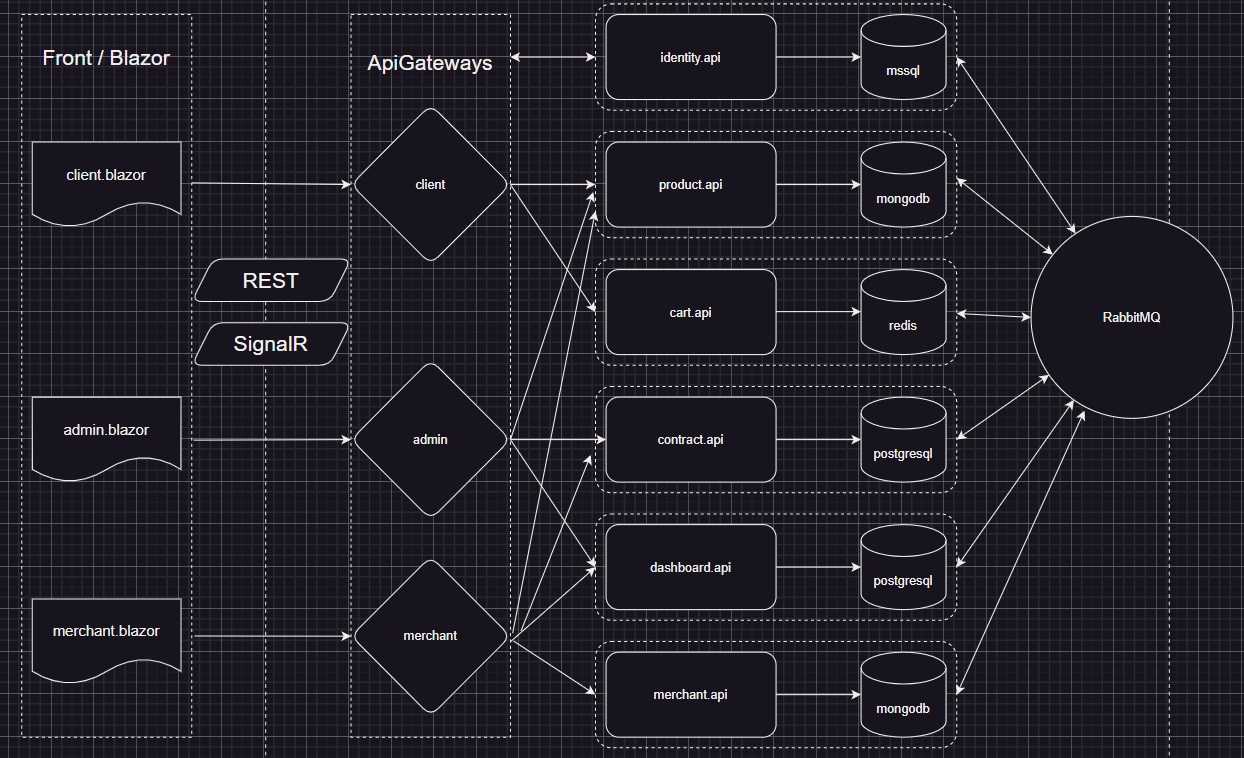 Front / Blazor
ApiGateways
identity.api
mssql
client.blazor
client
product.api
mongodb
REST
SignalR
cart.api
redis
RabbitMQ
admin.blazor
admin
contract.api
postgresql
dashboard.api
postgresql
merchant.blazor
merchant
merchant.api
mongodb